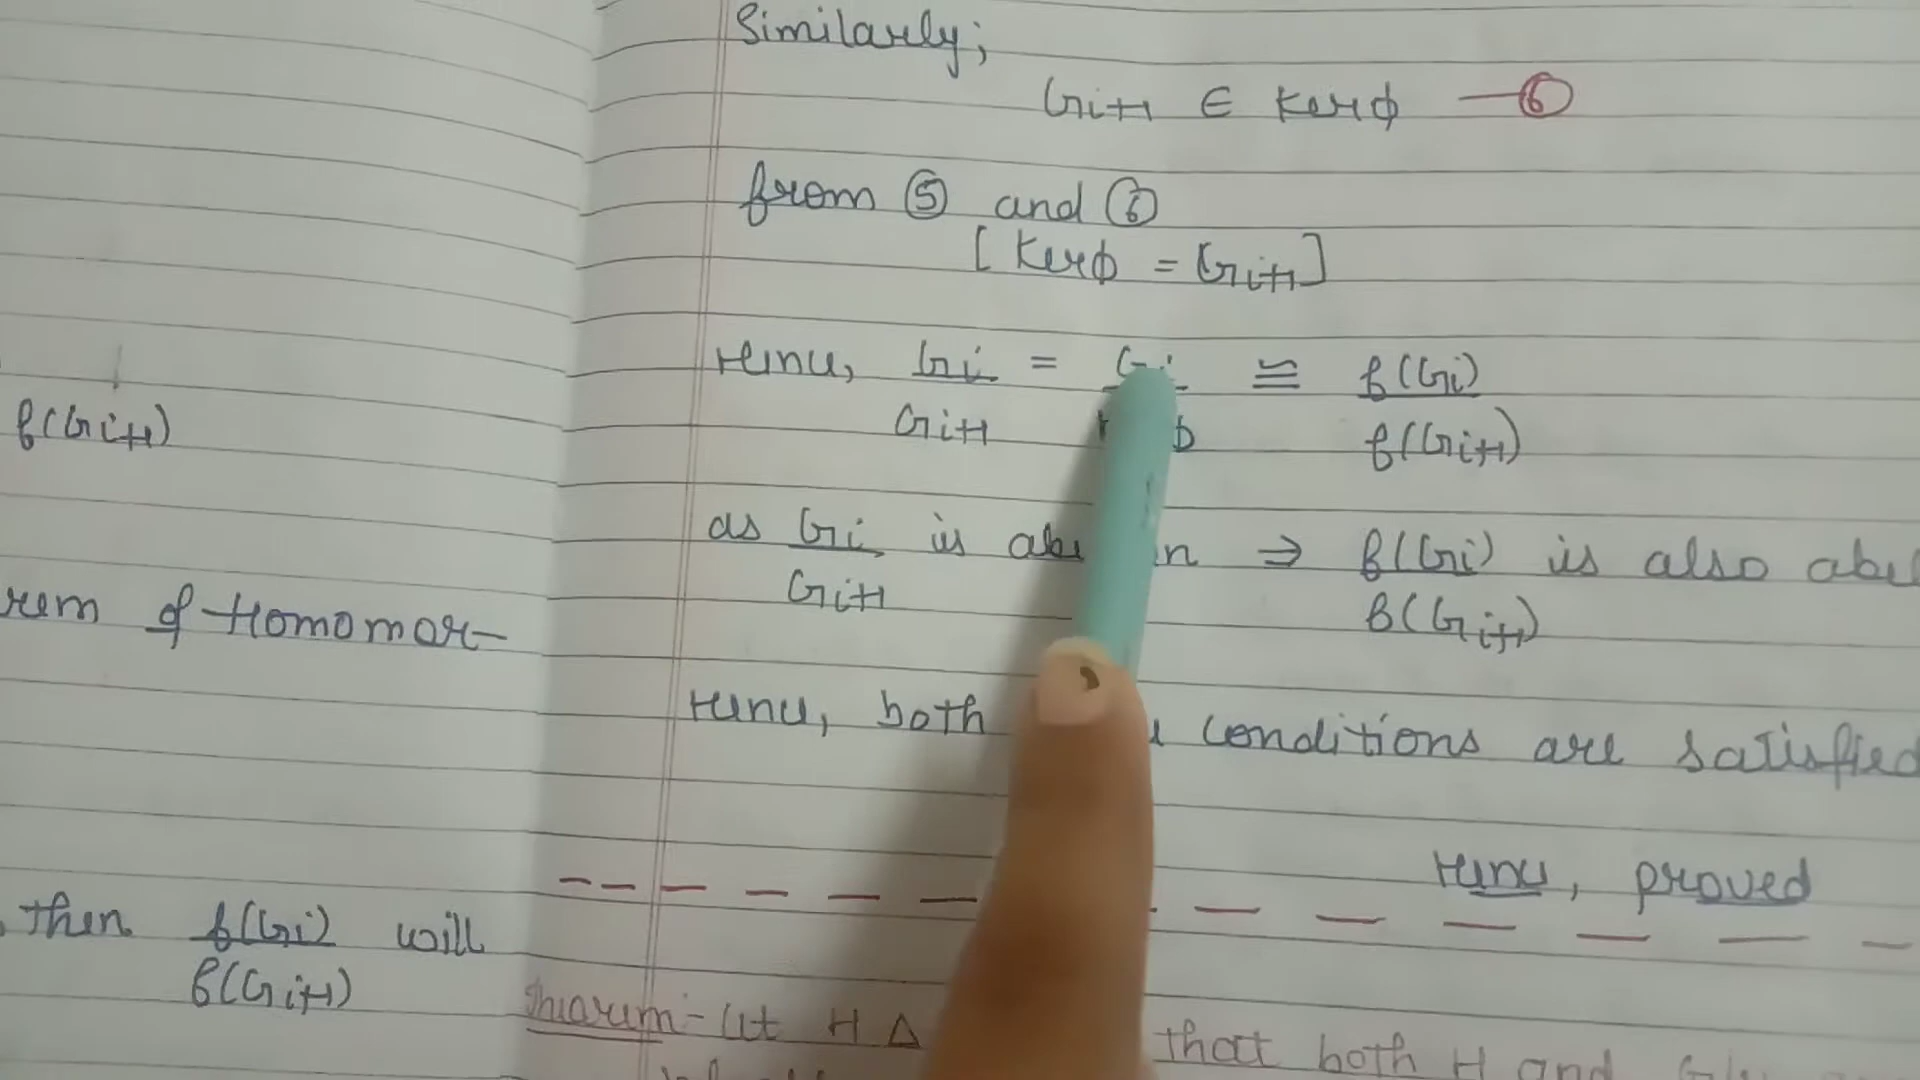 f(Gi+1)
rem of Homomor-
then f(Gi) will
f(Gi+1)
Similarly;
Gi+1 ∈ Kerϕ —⑥
from ⑤ and ⑥
[Kerϕ = Gi+1]
Hence, Gi = Gi ≅ f(Gi)
Gi+1 ϕ f(Gi+1)
as Gi is ⇒ f(Gi) is also
Gi+1 f(Gi+1)
Hence, both conditions are satisfied
Hence, proved
Theorem:- let H Δ that both H and